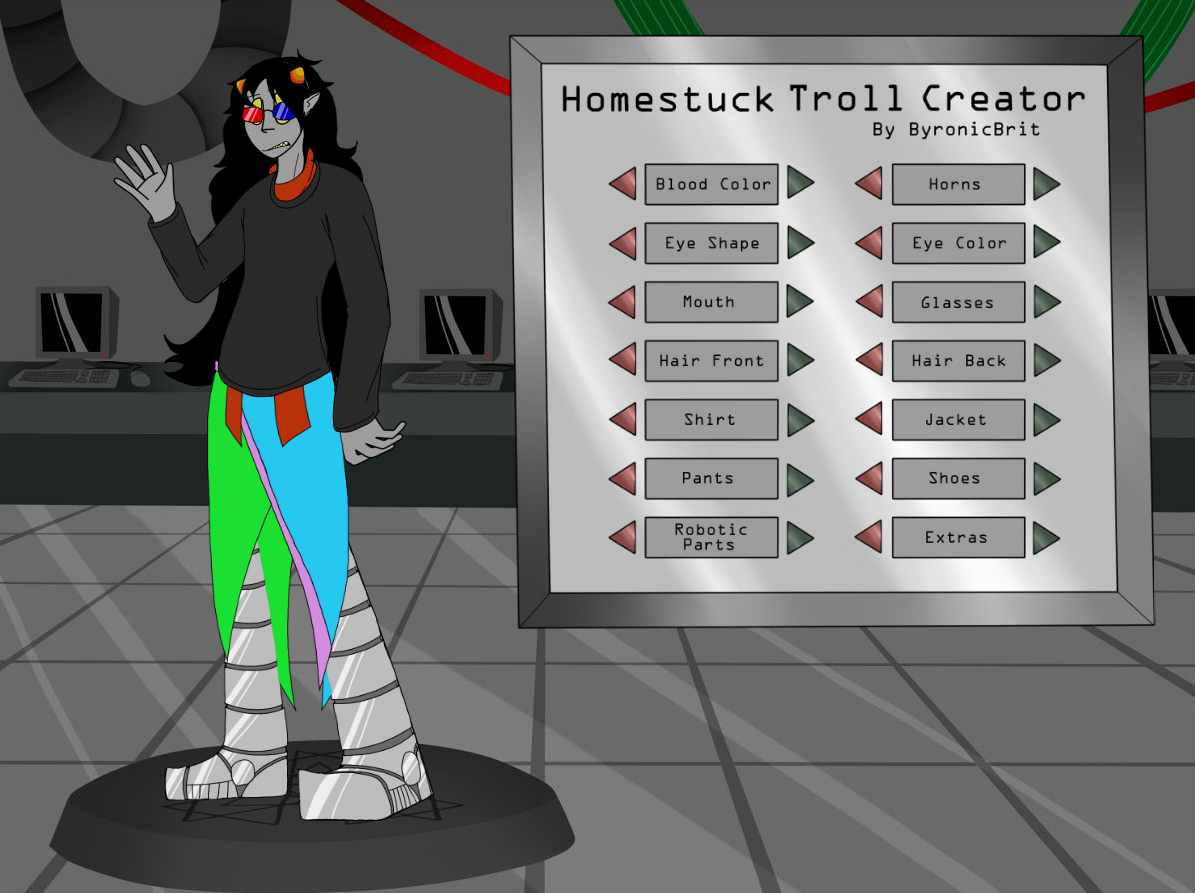 Homestuck Troll Creator
By ByronicBrit
Blood Color
Horns
Eye Shape
Eye Color
Mouth
Glasses
Hair Front
Hair Back
Shirt
Jacket
Pants
Shoes
Robotic
Parts
Extras